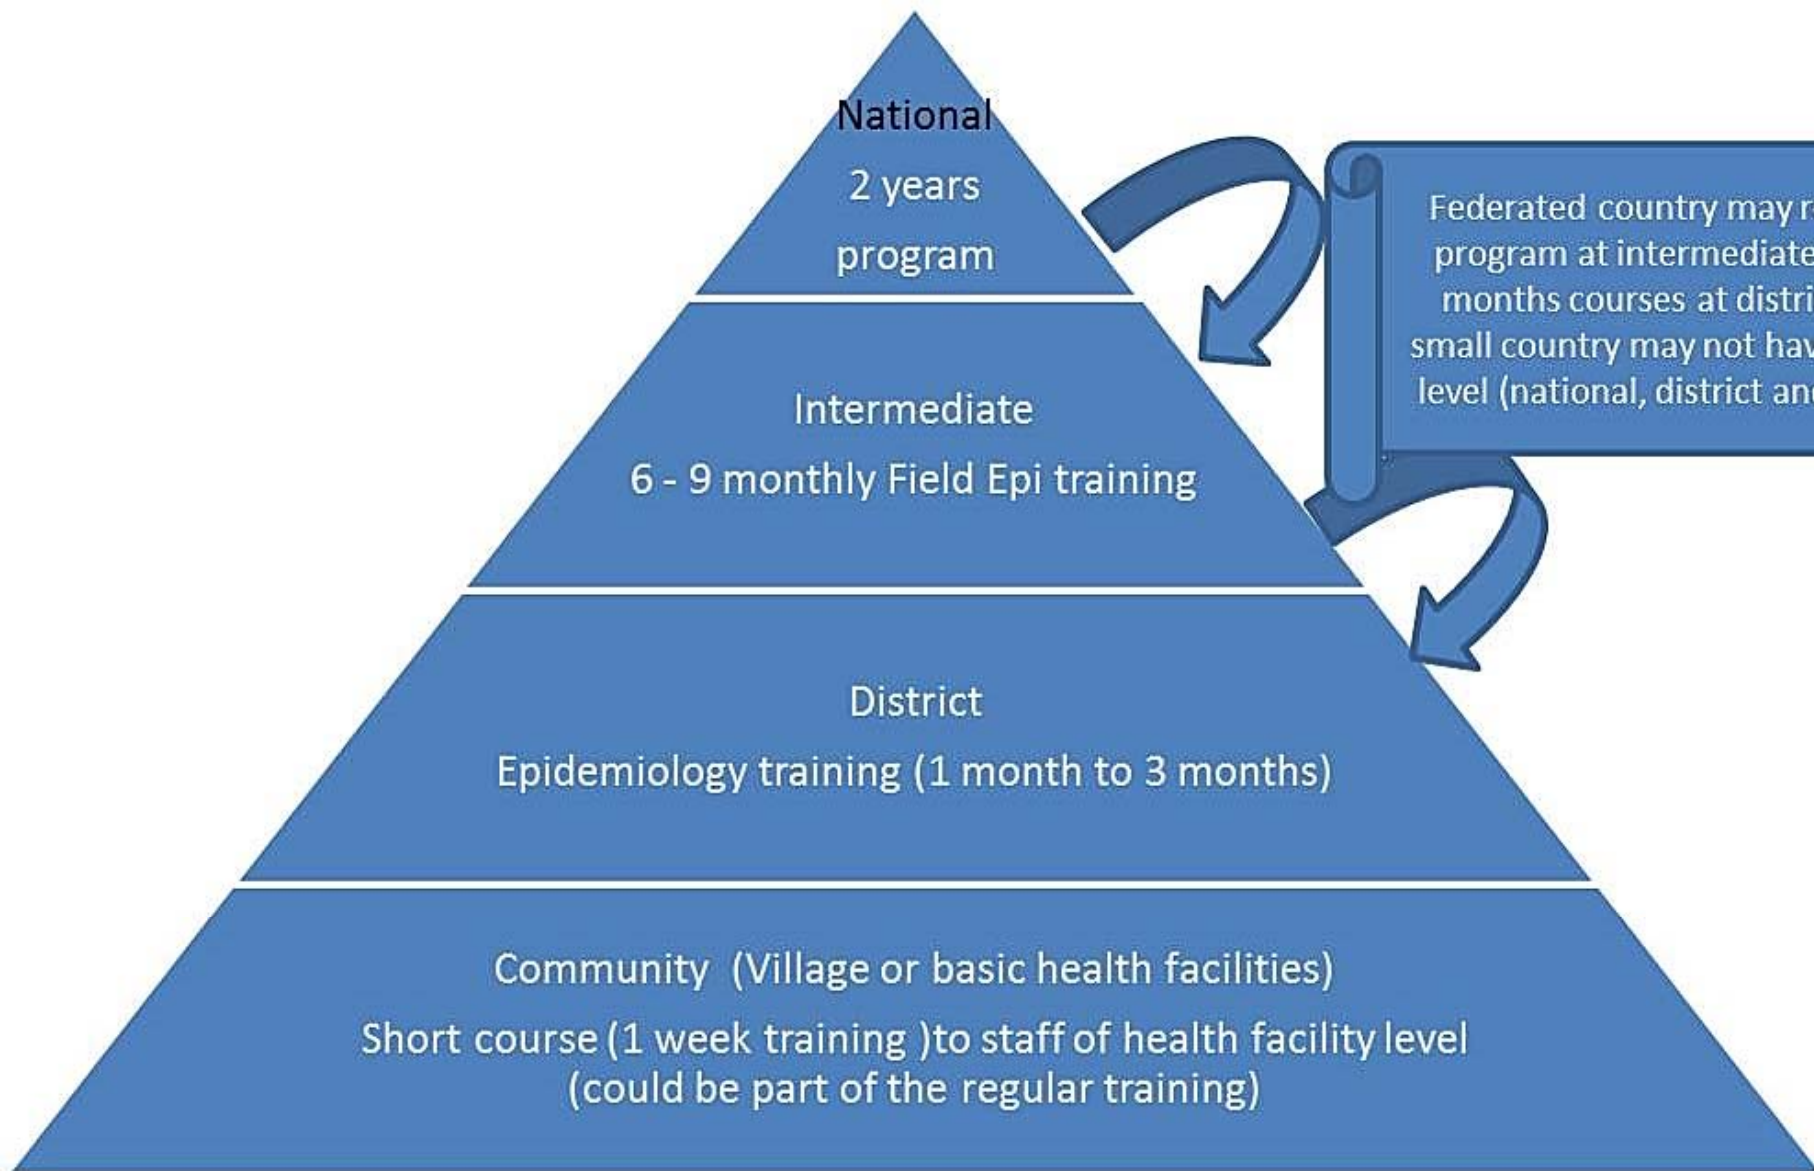 National
2 years
program
Federated country may
program at intermediate
months courses at
small country may not
level (national, district
Intermediate
6 - 9 monthly Field Epi training
District
Epidemiology training (1 month to 3 months)
Community (Village or basic health facilities)
Short course (1 week training )to staff of health facility level
(could be part of the regular training)